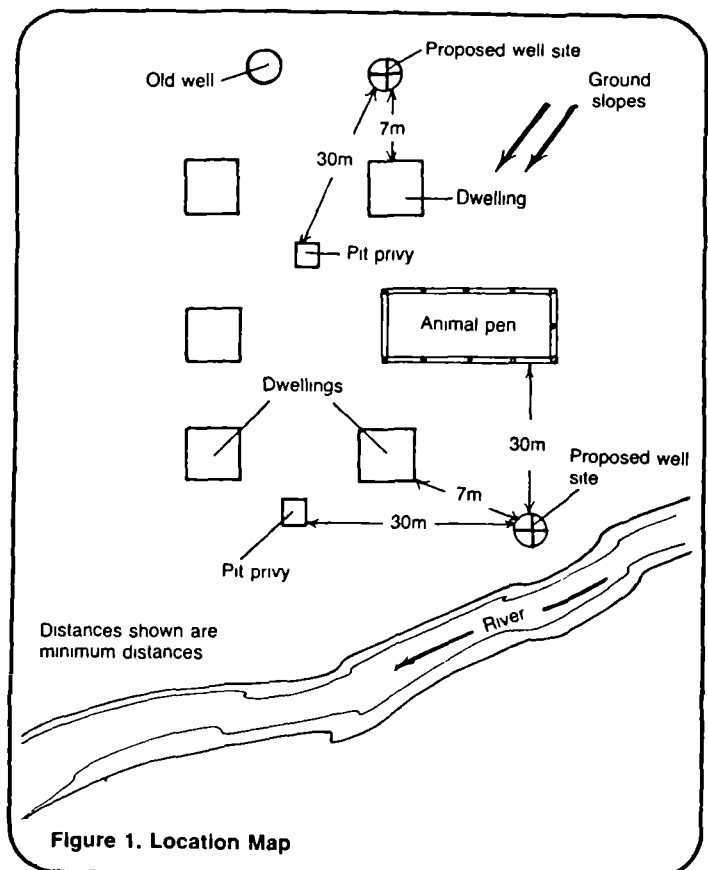 Proposed well site
Old well
Ground
slopes
7m
30m
Dwelling
Pit privy
Animal pen
Dwellings
30m
Proposed well
site
7m
30m
Pit privy
River
Distances shown are
minimum distances
Figure 1. Location Map